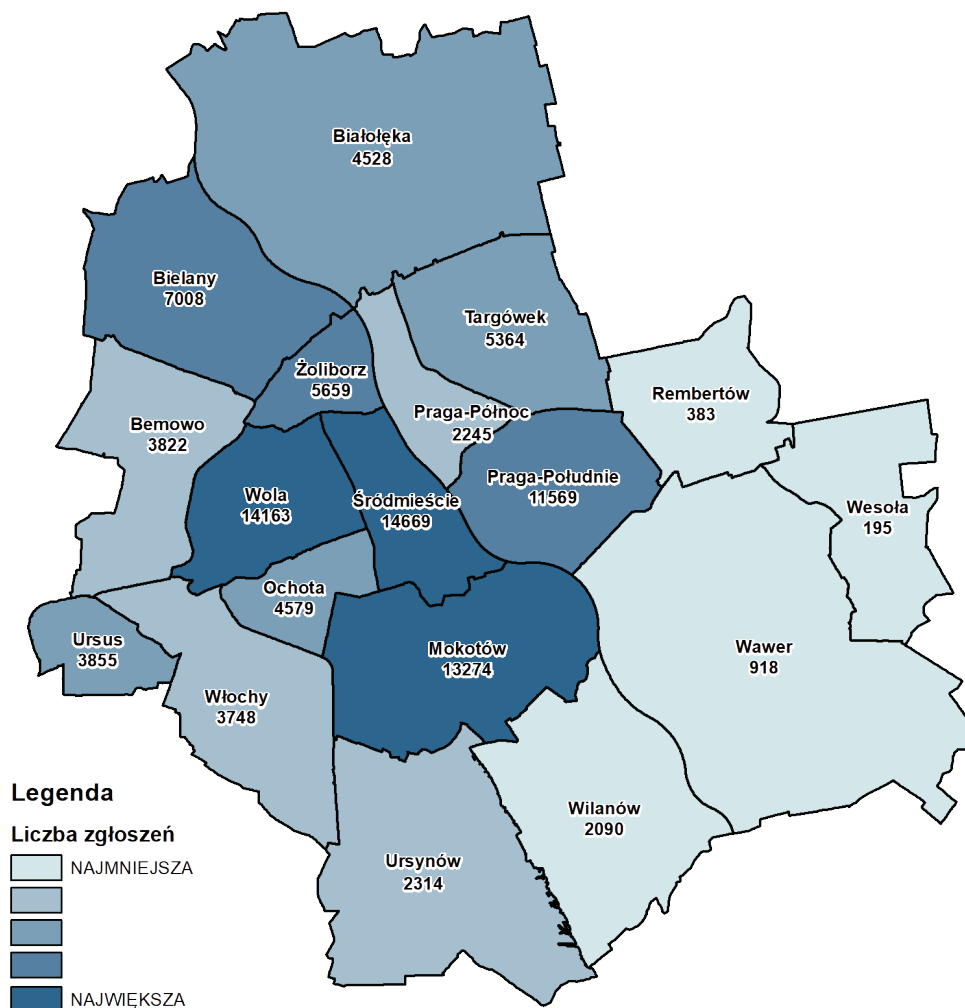 Białołęka
4528
Bielany
7008
Targówek
5364
Żoliborz
5659
Rembertów
383
Praga-Północ
2245
Bemowo
3822
Praga-Południe
11569
Wola
14163
Śródmieście
14669
Wesoła
195
Ochota
4579
Ursus
3855
Mokotów
13274
Wawer
918
Włochy
3748
Wilanów
2090
Ursynów
2314
Legenda
Liczba zgłoszeń
NAJMNIEJSZA
NAJWIĘKSZA